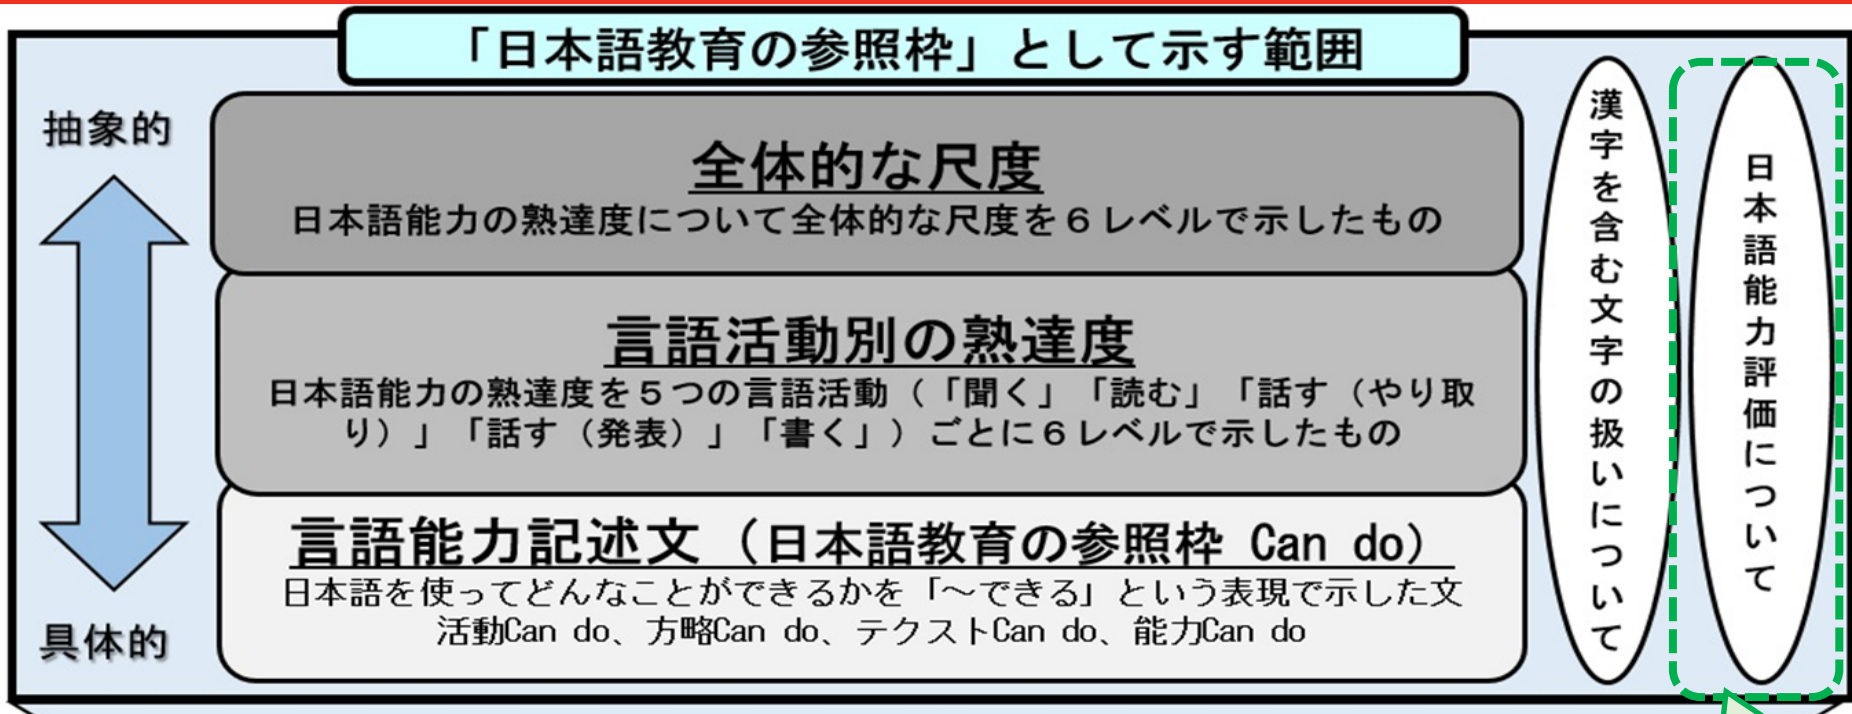 「日本語教育の参照枠」として示す範囲
抽象的
全体的な尺度
日本語能力の熟達度について全体的な尺度を６レベルで示したもの
言語活動別の熟達度
日本語能力の熟達度を５つの言語活動（「聞く」「読む」「話す（やり取
り）」「話す（発表）」「書く」）ごとに６レベルで示したもの
言語能力記述文（日本語教育の参照枠 Can do）
日本語を使ってどんなことができるかを「～できる」という表現で示した文
活動Can do、方略Can do、テクストCan do、能力Can do
具体的
漢字を含む文字の扱いについて
日本語能力評価について